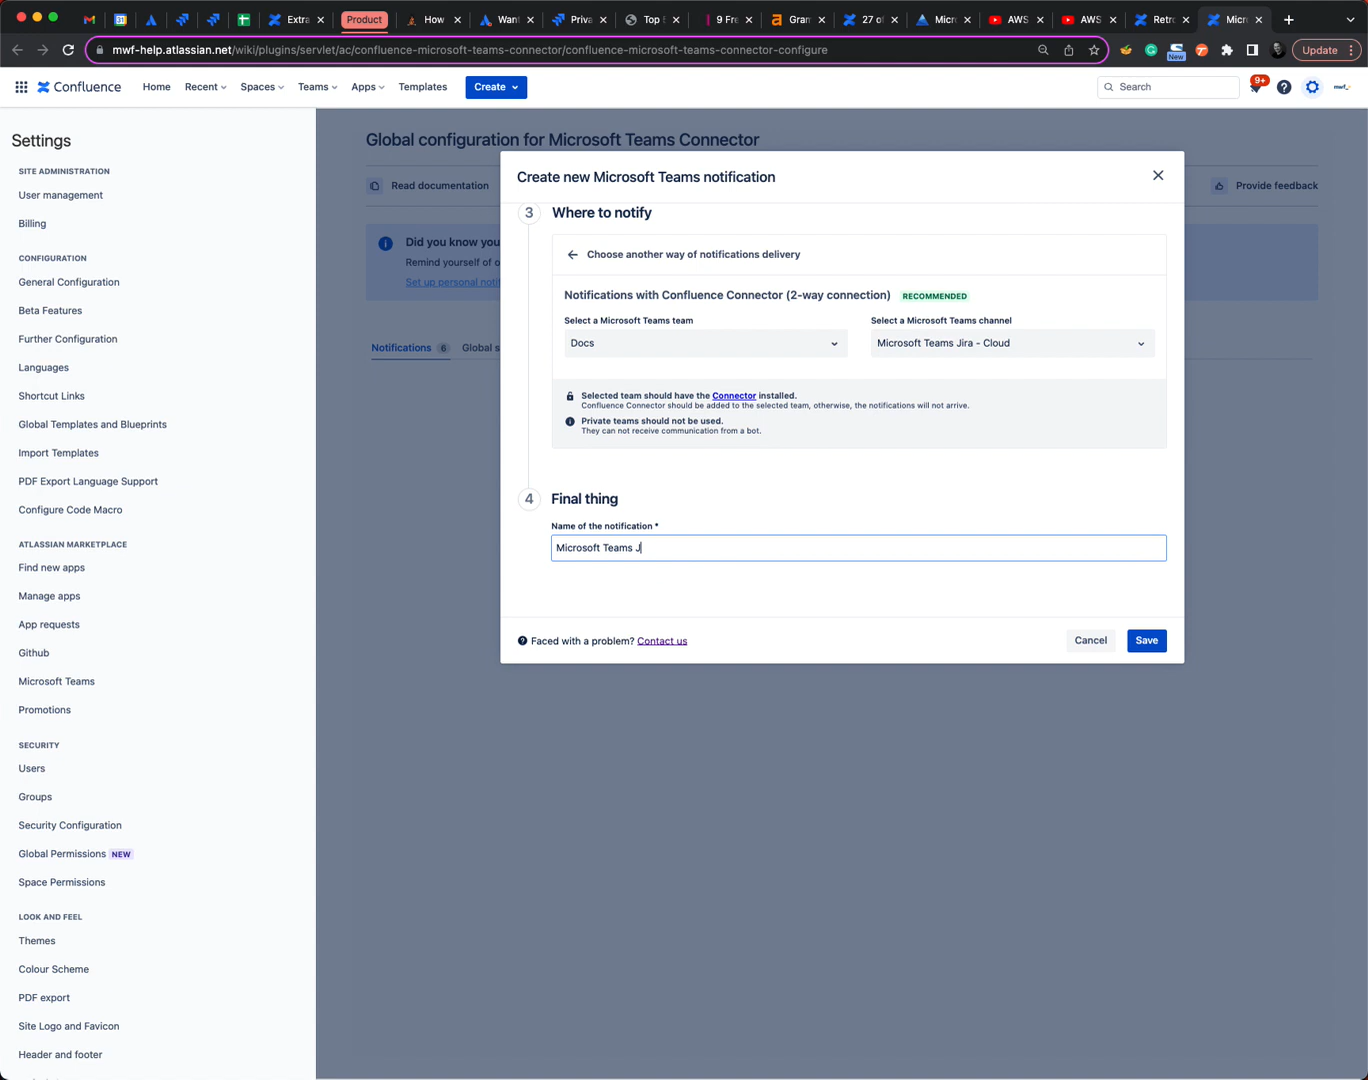 Extra
Product
How
Want
Priva
Top E
9 Fre
Gram
27 of
Micro
AWS
AWS
Retro
Micro
mwf-help.atlassian.net/wiki/plugins/servlet/ac/confluence-microsoft-teams-connector/confluence-microsoft-teams-connector-configure
New
Update
Confluence
Home
Recent
Spaces
Teams
Apps
Templates
Create
Search
9+
Settings
SITE ADMINISTRATION
User management
Billing
CONFIGURATION
General Configuration
Beta Features
Further Configuration
Languages
Shortcut Links
Global Templates and Blueprints
Import Templates
PDF Export Language Support
Configure Code Macro
ATLASSIAN MARKETPLACE
Find new apps
Manage apps
App requests
Github
Microsoft Teams
Promotions
SECURITY
Users
Groups
Security Configuration
Global Permissions NEW
Space Permissions
LOOK AND FEEL
Themes
Colour Scheme
PDF export
Site Logo and Favicon
Header and footer
Global configuration for Microsoft Teams Connector
Read documentation
Provide feedback
Did you know you
Remind yourself of o
Set up personal notif
Notifications 6
Global s
Create new Microsoft Teams notification
3 Where to notify
Choose another way of notifications delivery
Notifications with Confluence Connector (2-way connection) RECOMMENDED
Select a Microsoft Teams team
Docs
Select a Microsoft Teams channel
Microsoft Teams Jira - Cloud
Selected team should have the Connector installed.
Confluence Connector should be added to the selected team, otherwise, the notifications will not arrive.
Private teams should not be used.
They can not receive communication from a bot.
4 Final thing
Name of the notification *
Microsoft Teams J
Faced with a problem? Contact us
Cancel
Save